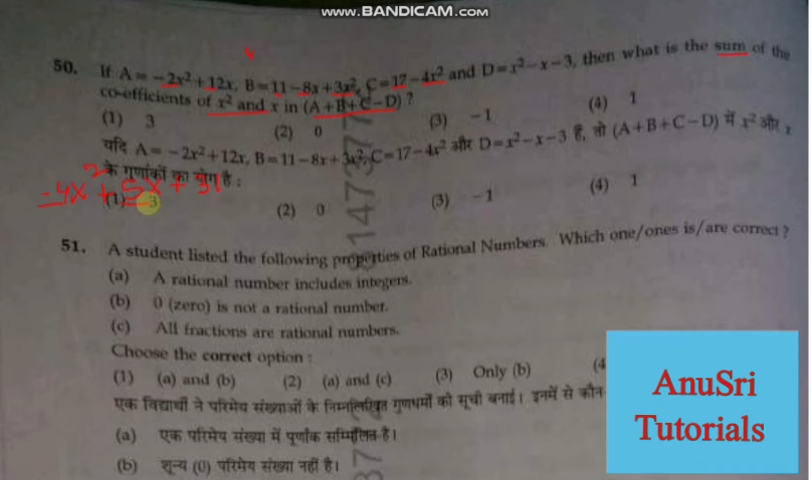 www.BANDICAM.com
50. If A = −2x² + 12x, B = 11 − 8x + 3x², C = 17 − 4x² and D = x² − x − 3, then what is the sum of the
co-efficients of x² and x in (A + B + C − D) ?
(1) 3 (2) 0 (3) −1 (4) 1
यदि A = −2x² + 12x, B = 11 − 8x + 3x², C = 17 − 4x² और D = x² − x − 3 हैं, तो (A + B + C − D) में x² और x
के गुणांकों का योग है :
-4x² + 5x + 31
(1) 3 (2) 0 (3) −1 (4) 1
51. A student listed the following properties of Rational Numbers. Which one/ones is/are correct ?
(a) A rational number includes integers.
(b) 0 (zero) is not a rational number.
(c) All fractions are rational numbers.
Choose the correct option :
(1) (a) and (b) (2) (a) and (c) (3) Only (b) (4
एक विद्यार्थी ने परिमेय संख्याओं के निम्नलिखित गुणधर्मों की सूची बनाई। इनमें से कौन-
(a) एक परिमेय संख्या में पूर्णांक सम्मिलित है।
(b) शून्य (0) परिमेय संख्या नहीं है।
AnuSri
Tutorials